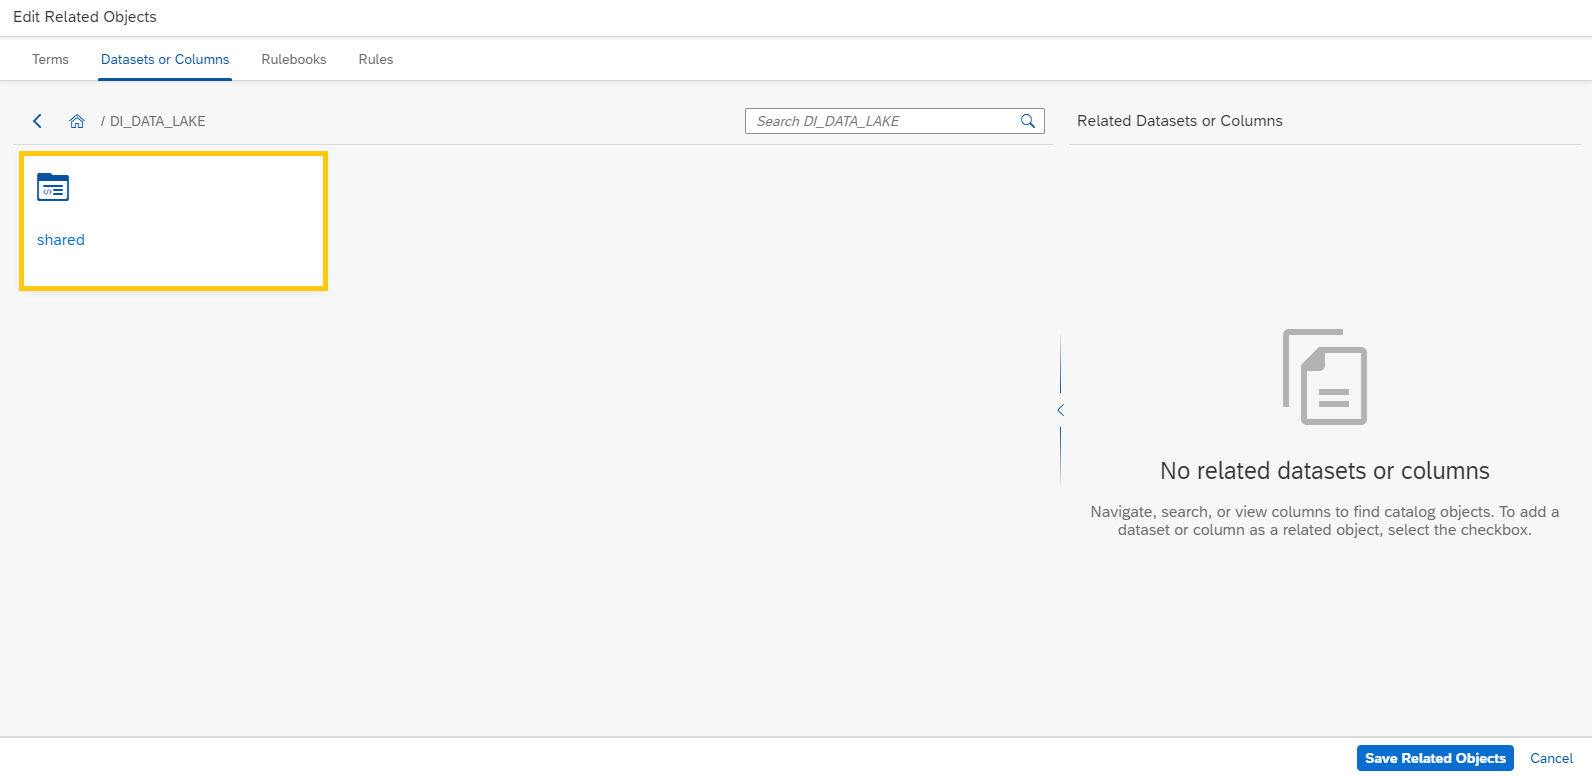 Edit Related Objects
Terms
Datasets or Columns
Rulebooks
Rules
/ DI_DATA_LAKE
Search DI_DATA_LAKE
Related Datasets or Columns
shared
No related datasets or columns
Navigate, search, or view columns to find catalog objects. To add a
dataset or column as a related object, select the checkbox.
Save Related Objects
Cancel